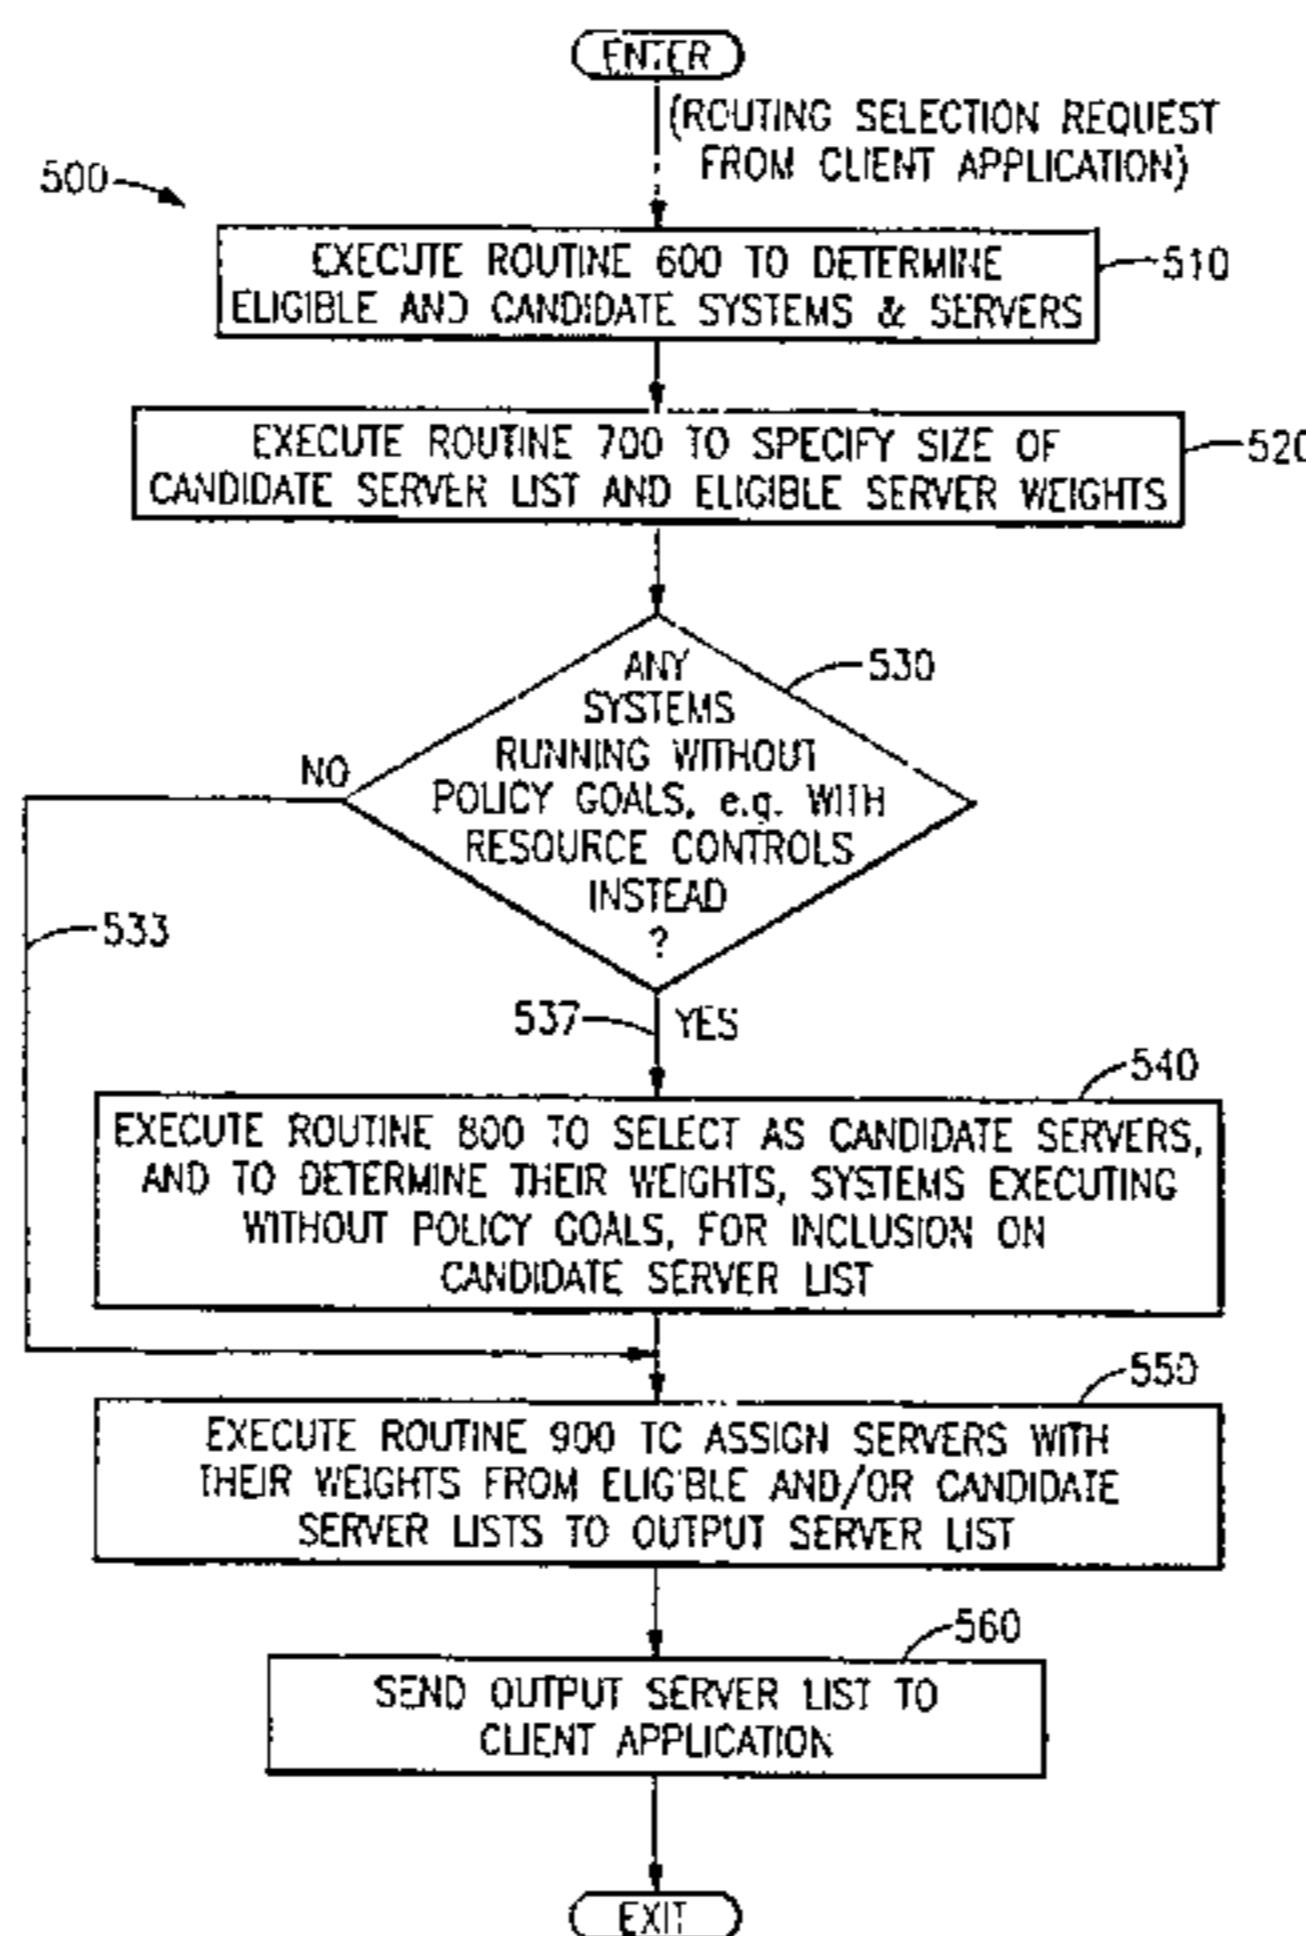 ENTER
(ROUTING SELECTION REQUEST
FROM CLIENT APPLICATION)
500
EXECUTE ROUTINE 600 TO DETERMINE
ELIGIBLE AND CANDIDATE SYSTEMS & SERVERS
510
EXECUTE ROUTINE 700 TO SPECIFY SIZE OF
CANDIDATE SERVER LIST AND ELIGIBLE SERVER WEIGHTS
520
ANY
SYSTEMS
RUNNING WITHOUT
POLICY GOALS, e.g. WITH
RESOURCE CONTROLS
INSTEAD
?
530
NO
533
537
YES
540
EXECUTE ROUTINE 800 TO SELECT AS CANDIDATE SERVERS,
AND TO DETERMINE THEIR WEIGHTS, SYSTEMS EXECUTING
WITHOUT POLICY GOALS, FOR INCLUSION ON
CANDIDATE SERVER LIST
550
EXECUTE ROUTINE 900 TO ASSIGN SERVERS WITH
THEIR WEIGHTS FROM ELIGIBLE AND/OR CANDIDATE
SERVER LISTS TO OUTPUT SERVER LIST
560
SEND OUTPUT SERVER LIST TO
CLIENT APPLICATION
EXIT